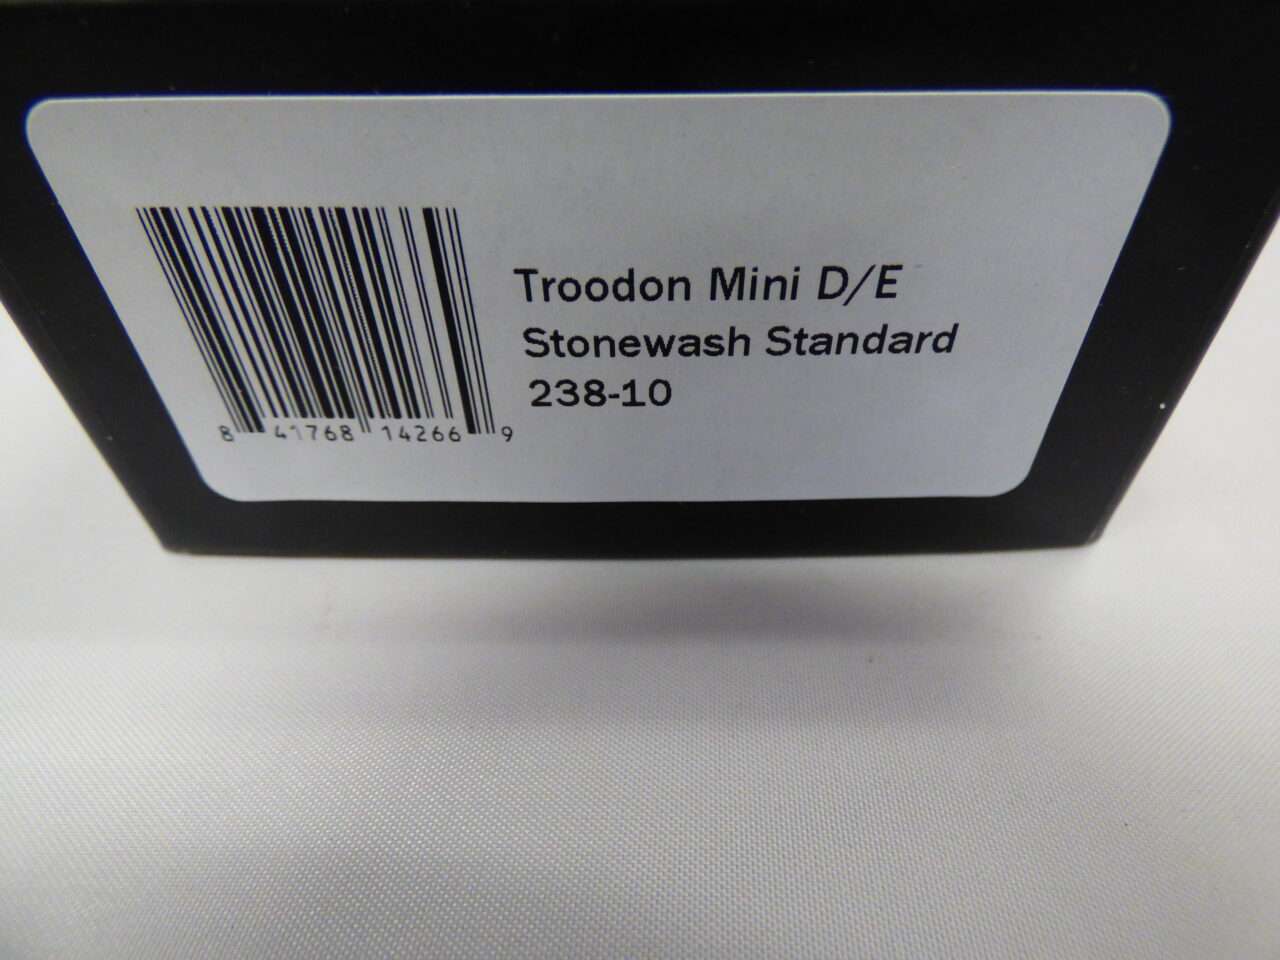 Troodon Mini D/E
Stonewash Standard
238-10
8 41768 14266 9